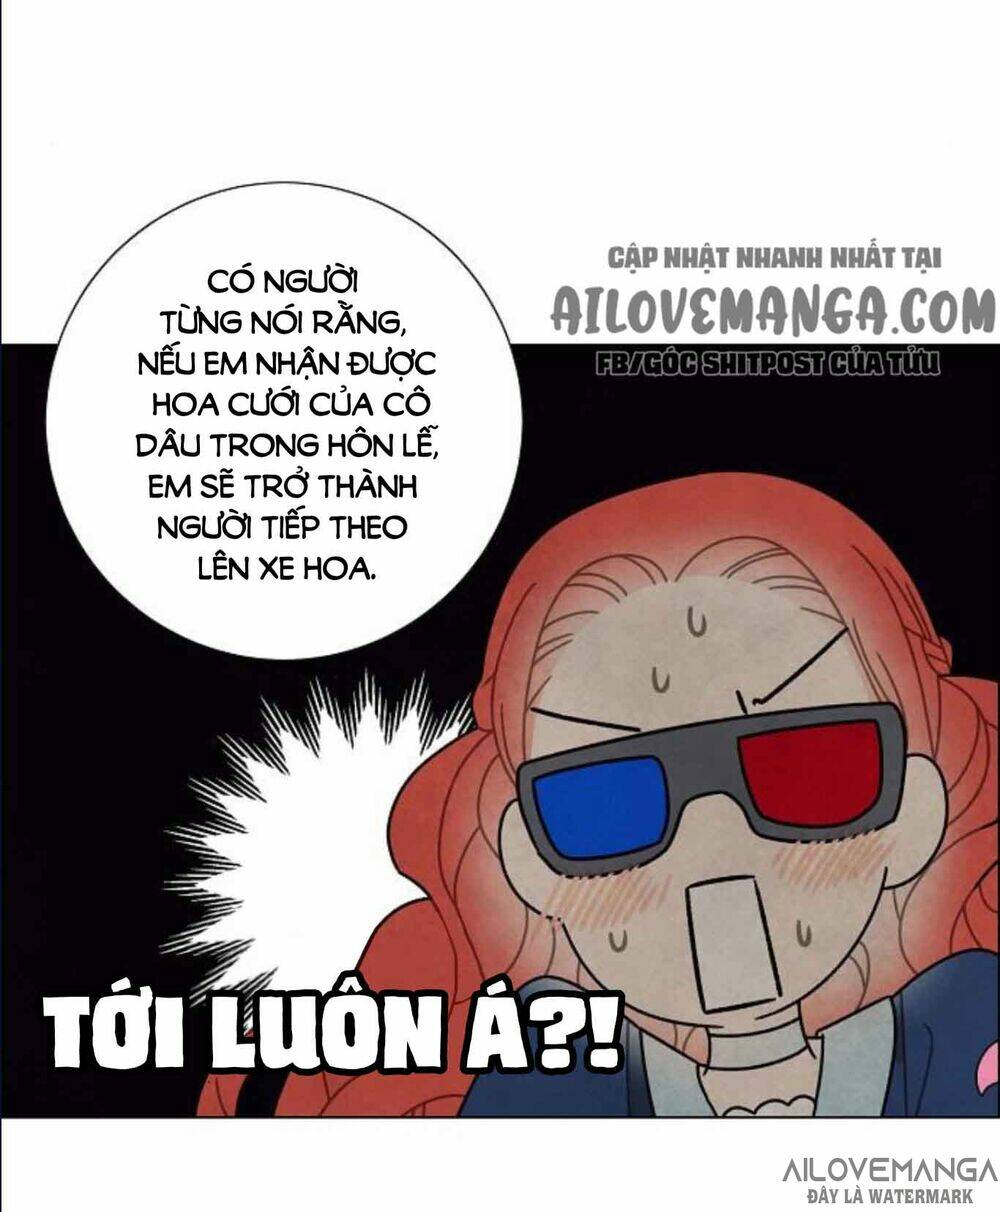 CẬP NHẬT NHANH NHẤT TẠI
AILOVEMANGA.COM
FB/GÓC SHITPOST CỦA TỬU
CÓ NGƯỜI
TỪNG NÓI RẰNG,
NẾU EM NHẬN ĐƯỢC
HOA CƯỚI CỦA CÔ
DÂU TRONG HÔN LỄ,
EM SẼ TRỞ THÀNH
NGƯỜI TIẾP THEO
LÊN XE HOA.
TỚI LUÔN Á?!
AILOVEMANGA
ĐÂY LÀ WATERMARK